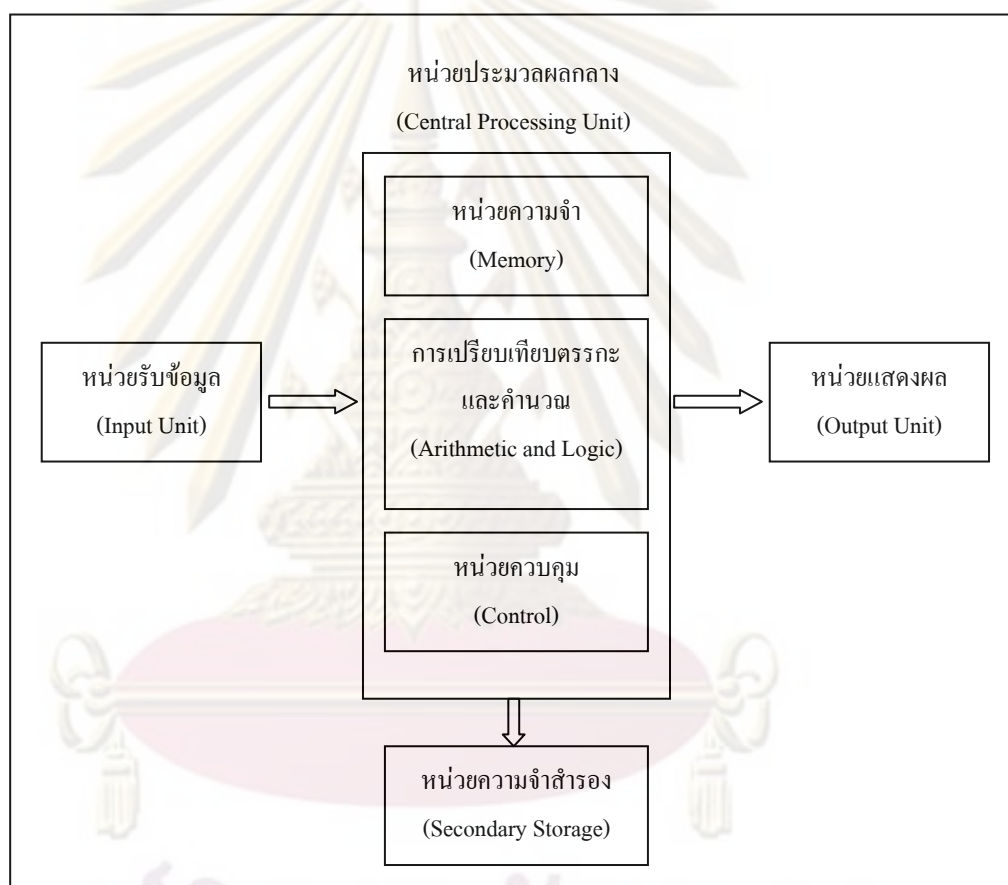 หน่วยประมวลผลกลาง
(Central Processing Unit)
หน่วยความจำ
(Memory)
หน่วยรับข้อมูล
(Input Unit)
การเปรียบเทียบตรรกะ
และคำนวณ
(Arithmetic and Logic)
หน่วยแสดงผล
(Output Unit)
หน่วยควบคุม
(Control)
หน่วยความจำสำรอง
(Secondary Storage)